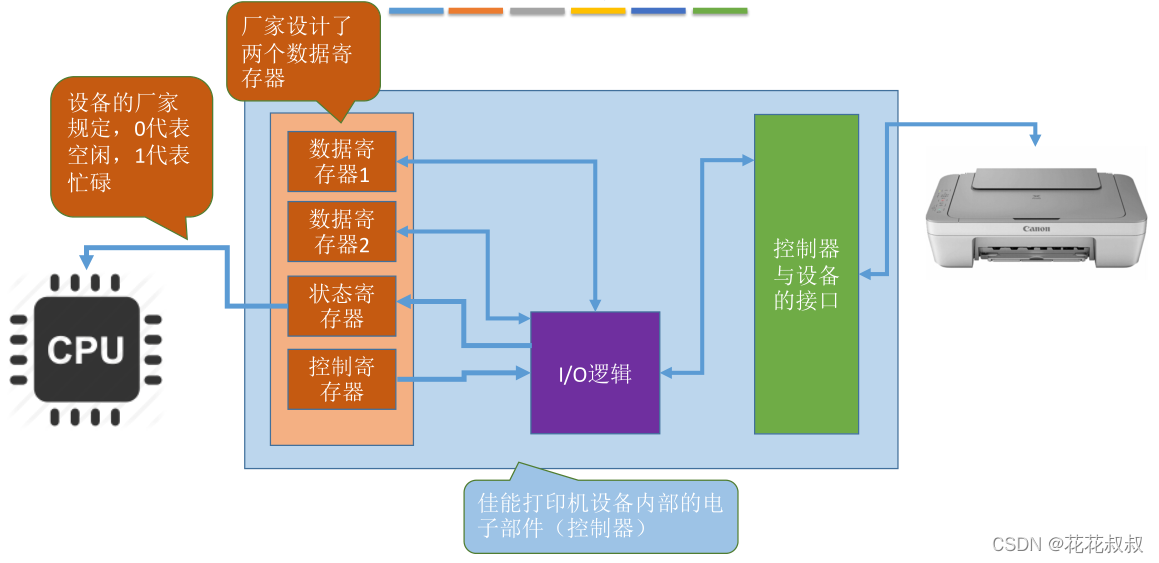 厂家设计了
两个数据寄
存器
设备的厂家
规定，0代表
空闲，1代表
忙碌
数据寄
存器1
数据寄
存器2
状态寄
存器
控制寄
存器
CPU
I/O逻辑
控制器
与设备
的接口
Canon
佳能打印机设备内部的电
子部件（控制器）
CSDN @花花叔叔